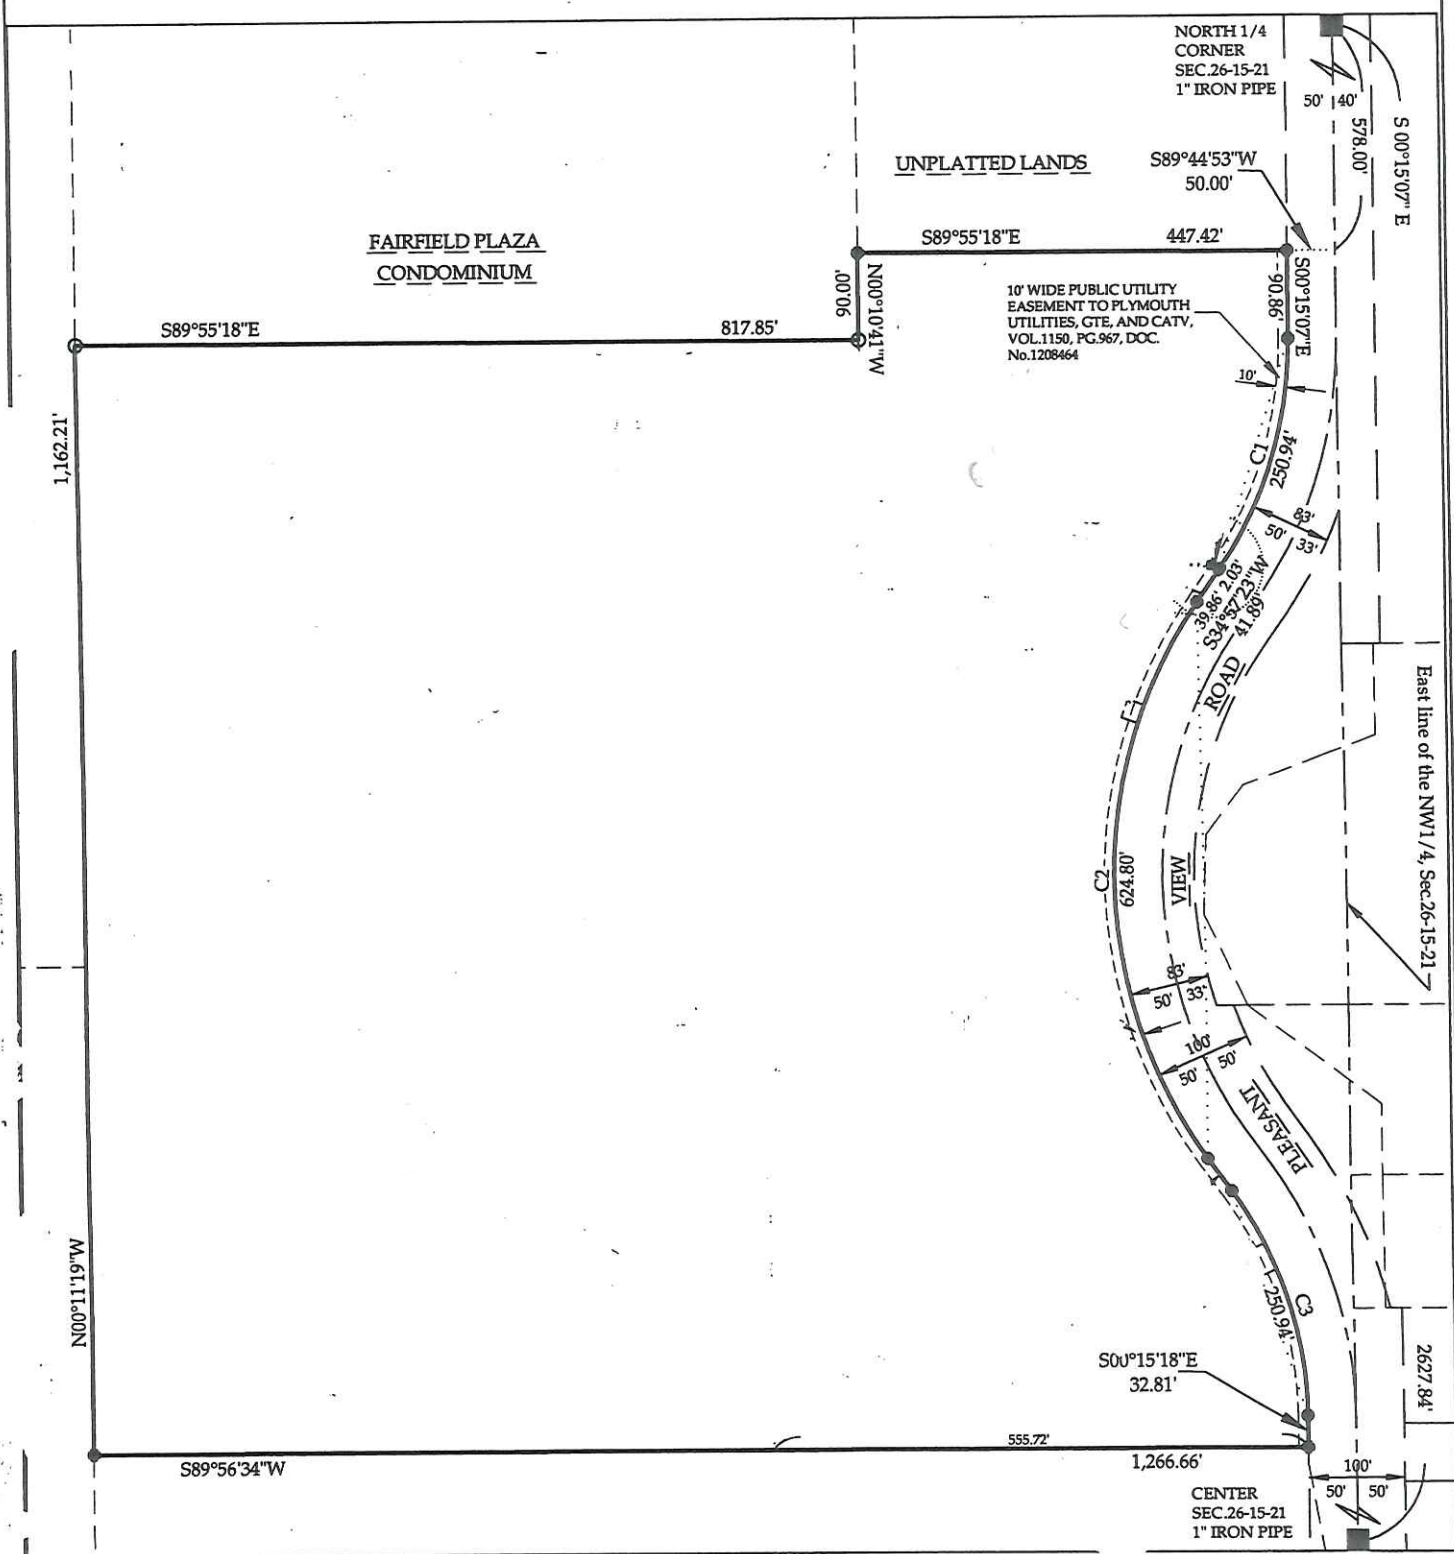 NORTH 1/4
CORNER
SEC.26-15-21
1" IRON PIPE
50' 40'
578.00'
S 00°15'07" E
UNPLATTED LANDS
S89°44'53"W
50.00'
FAIRFIELD PLAZA
CONDOMINIUM
S89°55'18"E
447.42'
S00°15'07"E
90.86'
90.00'
N00°10'41"W
10' WIDE PUBLIC UTILITY
EASEMENT TO PLYMOUTH
UTILITIES, GTE, AND CATV,
VOL.1150, PG.967, DOC.
No.1208464
S89°55'18"E
817.85'
10'
1,162.21'
C1
250.94'
83'
50' 33'
39.86' 2.03'
S34°57'23"W
41.89'
ROAD
East line of the NW1/4, Sec.26-15-21
C2
624.80'
VIEW
83'
50' 33'
100'
50' 50'
PLEASANT
N00°11'19"W
C3
250.94'
2627.84'
S00°15'18"E
32.81'
555.72'
S89°56'34"W
1,266.66'
100'
50' 50'
CENTER
SEC.26-15-21
1" IRON PIPE